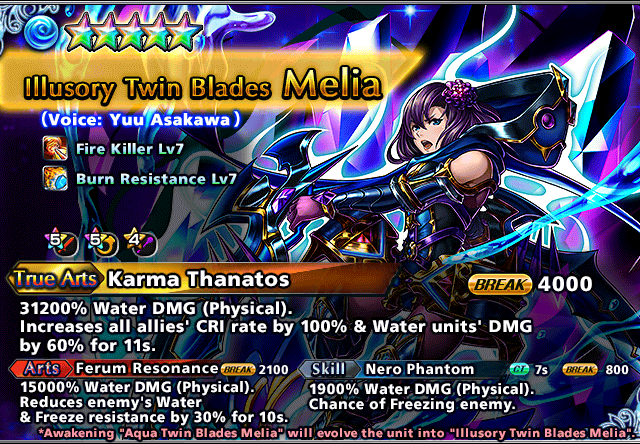 Illusory Twin Blades Melia
(Voice: Yuu Asakawa)
Fire Killer Lv7
Burn Resistance Lv7
5 5 4
True Arts Karma Thanatos BREAK 4000
31200% Water DMG (Physical).
Increases all allies' CRI rate by 100% & Water units' DMG
by 60% for 11s.
Arts Ferum Resonance BREAK 2100
15000% Water DMG (Physical).
Reduces enemy's Water
& Freeze resistance by 30% for 10s.
Skill Nero Phantom CT 7s BREAK 800
1900% Water DMG (Physical).
Chance of Freezing enemy.
*Awakening "Aqua Twin Blades Melia" will evolve the unit into "Illusory Twin Blades Melia".